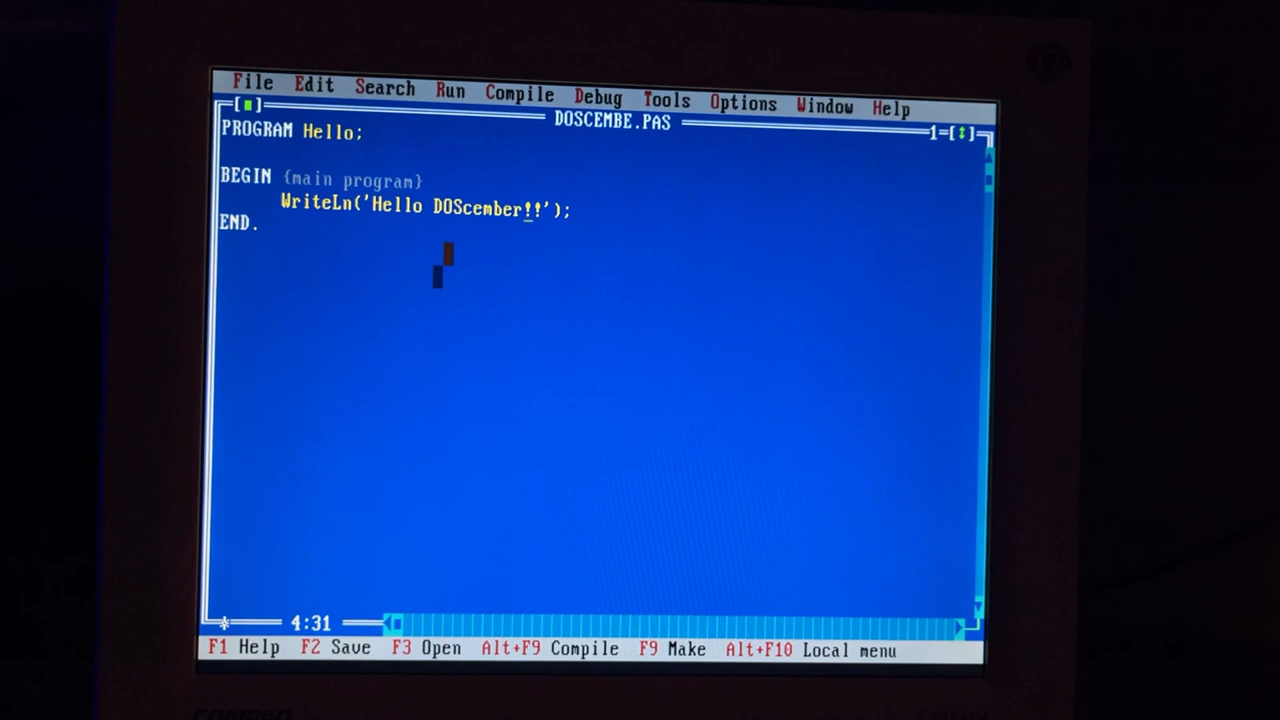 File Edit Search Run Compile Debug Tools Options Window Help
[■] DOSCEMBE.PAS 1=[↕]
PROGRAM Hello;
BEGIN {main program}
WriteLn('Hello DOScember!!');
END.
* 4:31
F1 Help F2 Save F3 Open Alt+F9 Compile F9 Make Alt+F10 Local menu
COMPAQ